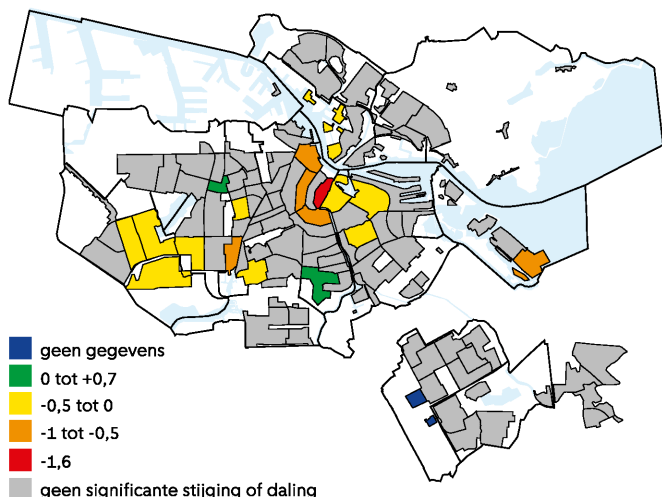 geen gegevens
0 tot +0,7
-0,5 tot 0
-1 tot -0,5
-1,6
geen significante stijging of daling